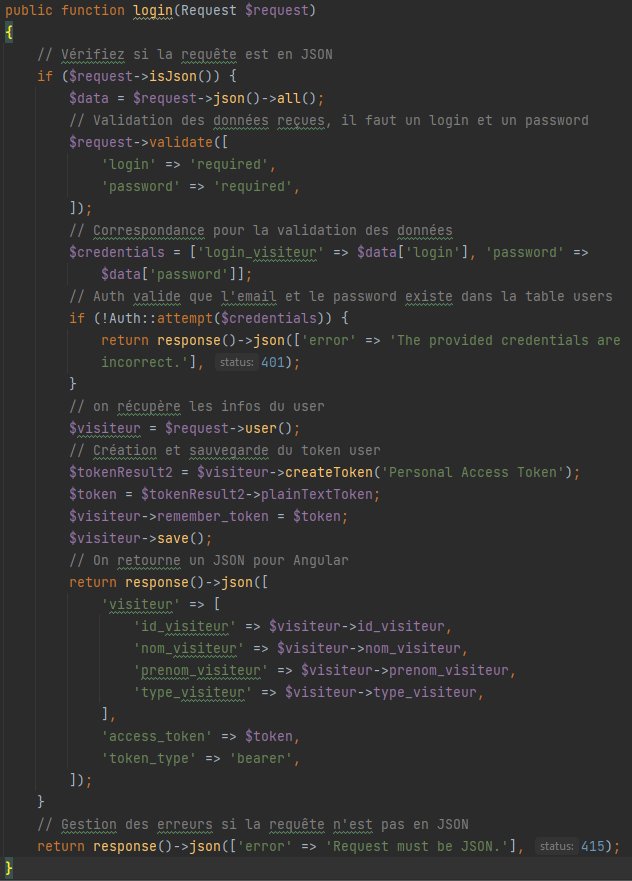 public function login(Request $request)
{
// Vérifiez si la requête est en JSON
if ($request->isJson()) {
$data = $request->json()->all();
// Validation des données reçues, il faut un login et un password
$request->validate([
'login' => 'required',
'password' => 'required',
]);
// Correspondance pour la validation des données
$credentials = ['login_visiteur' => $data['login'], 'password' =>
$data['password']];
// Auth valide que l'email et le password existe dans la table users
if (!Auth::attempt($credentials)) {
return response()->json(['error' => 'The provided credentials are
incorrect.'], status: 401);
}
// on récupère les infos du user
$visiteur = $request->user();
// Création et sauvegarde du token user
$tokenResult2 = $visiteur->createToken('Personal Access Token');
$token = $tokenResult2->plainTextToken;
$visiteur->remember_token = $token;
$visiteur->save();
// On retourne un JSON pour Angular
return response()->json([
'visiteur' => [
'id_visiteur' => $visiteur->id_visiteur,
'nom_visiteur' => $visiteur->nom_visiteur,
'prenom_visiteur' => $visiteur->prenom_visiteur,
'type_visiteur' => $visiteur->type_visiteur,
],
'access_token' => $token,
'token_type' => 'bearer',
]);
}
// Gestion des erreurs si la requête n'est pas en JSON
return response()->json(['error' => 'Request must be JSON.'], status: 415);
}